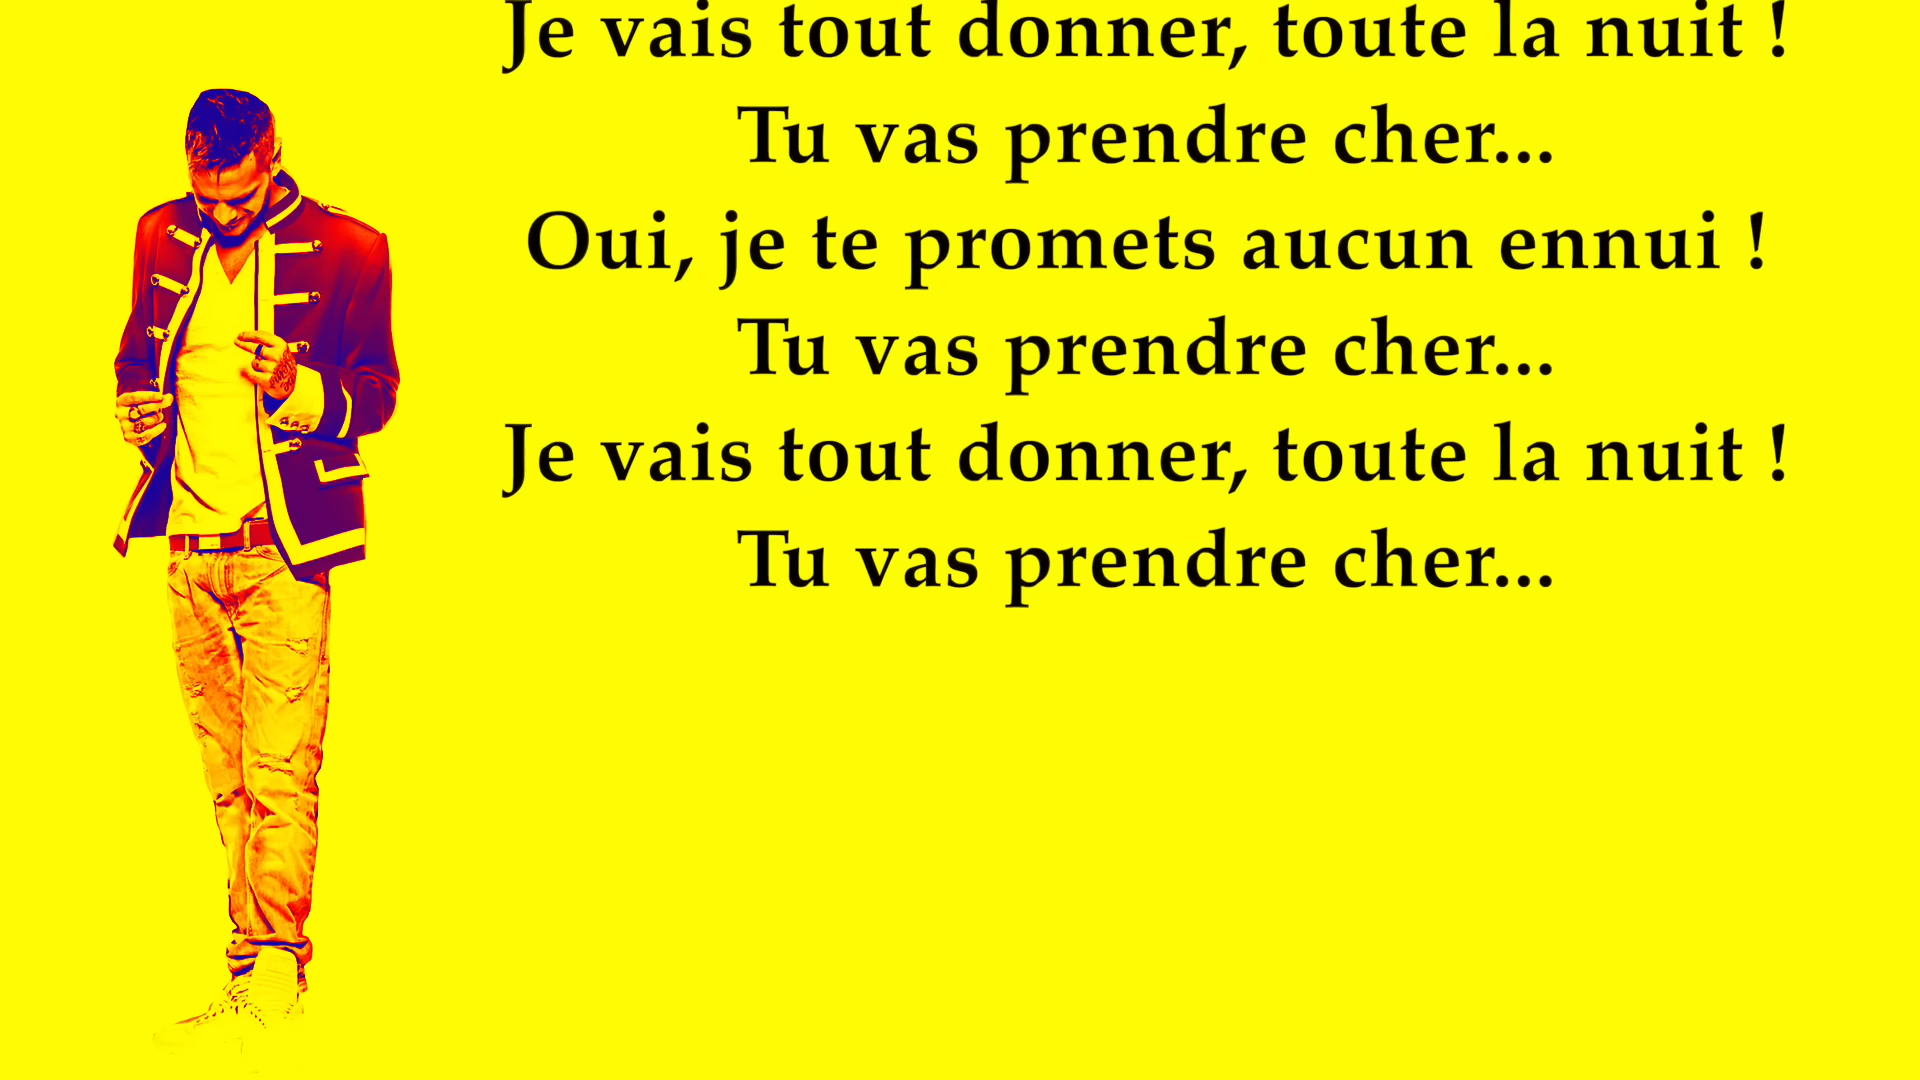 Je vais tout donner, toute la nuit !
Tu vas prendre cher...
Oui, je te promets aucun ennui !
Tu vas prendre cher...
Je vais tout donner, toute la nuit !
Tu vas prendre cher...